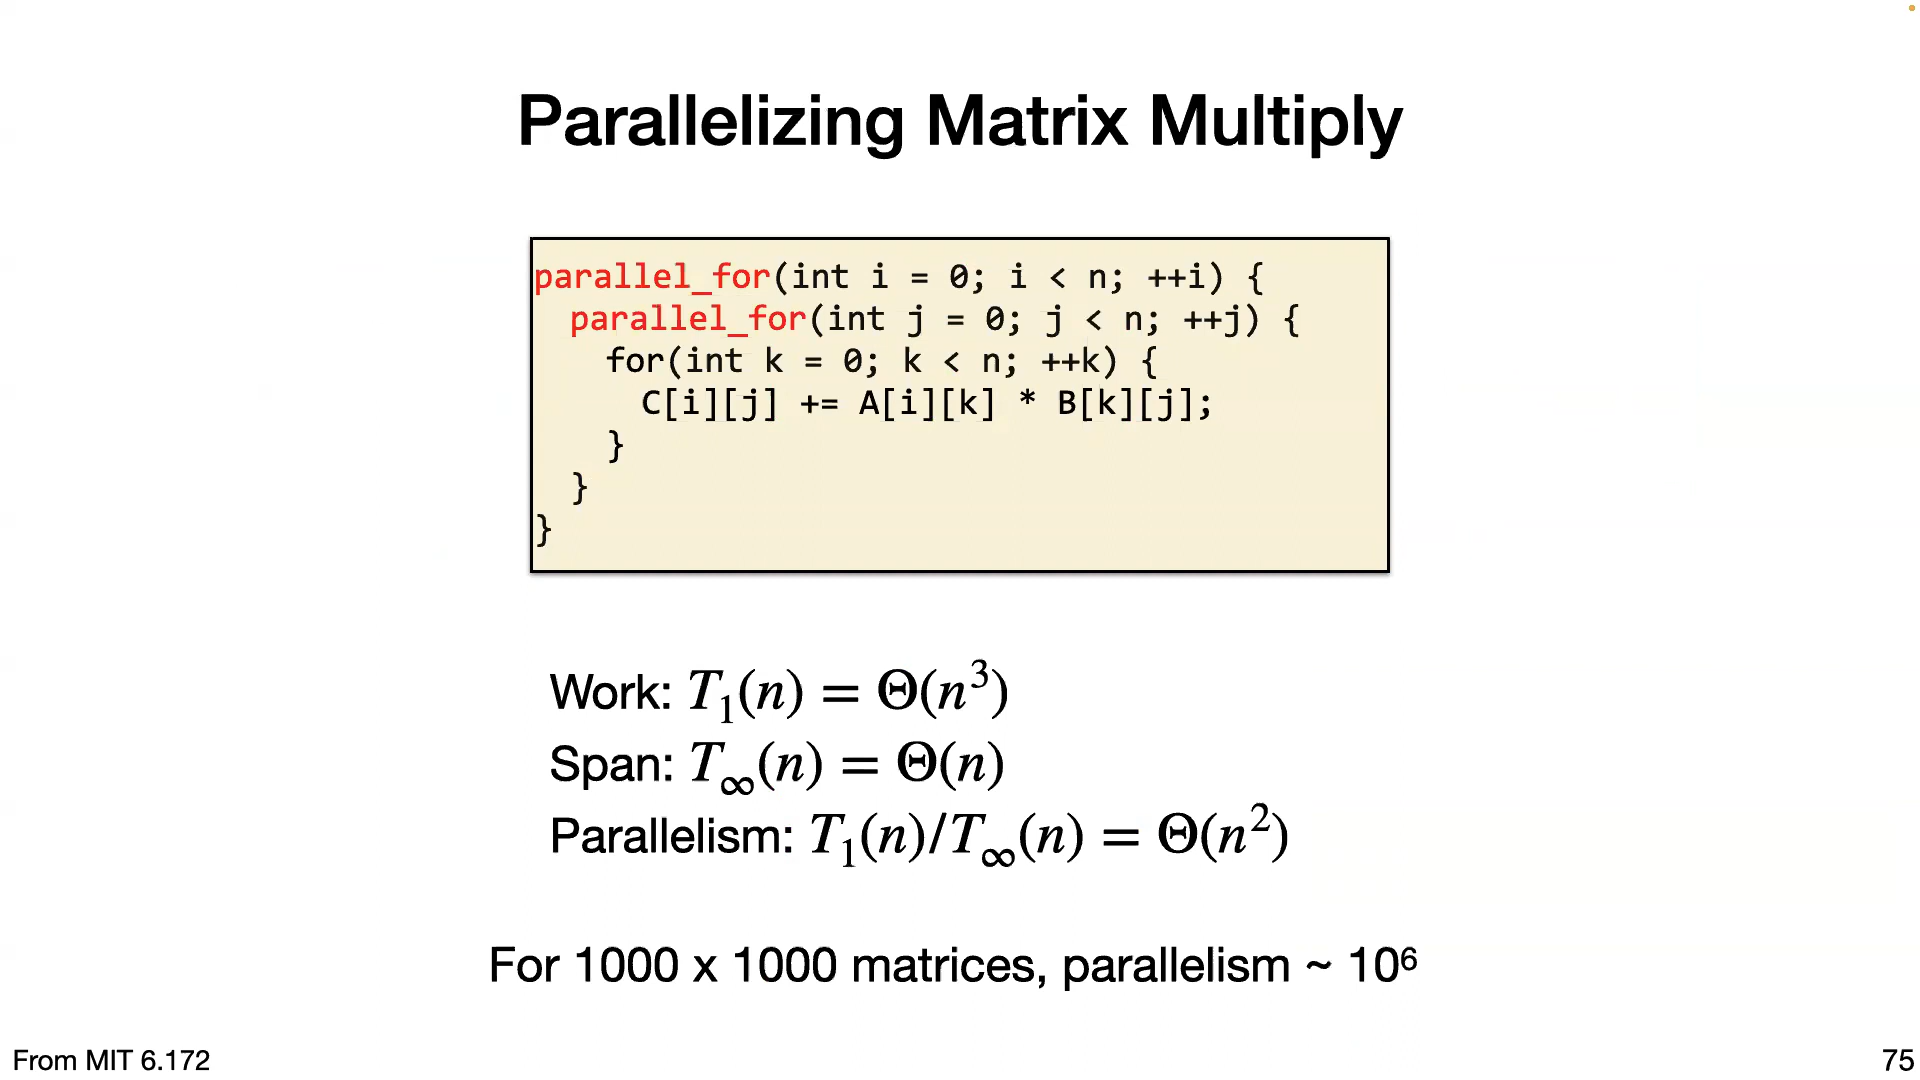 Parallelizing Matrix Multiply
parallel_for(int i = 0; i < n; ++i) {
  parallel_for(int j = 0; j < n; ++j) {
    for(int k = 0; k < n; ++k) {
      C[i][j] += A[i][k] * B[k][j];
    }
  }
}
Work: T₁(n) = Θ(n³)
Span: T∞(n) = Θ(n)
Parallelism: T₁(n)/T∞(n) = Θ(n²)
For 1000 x 1000 matrices, parallelism ~ 10⁶
From MIT 6.172
75